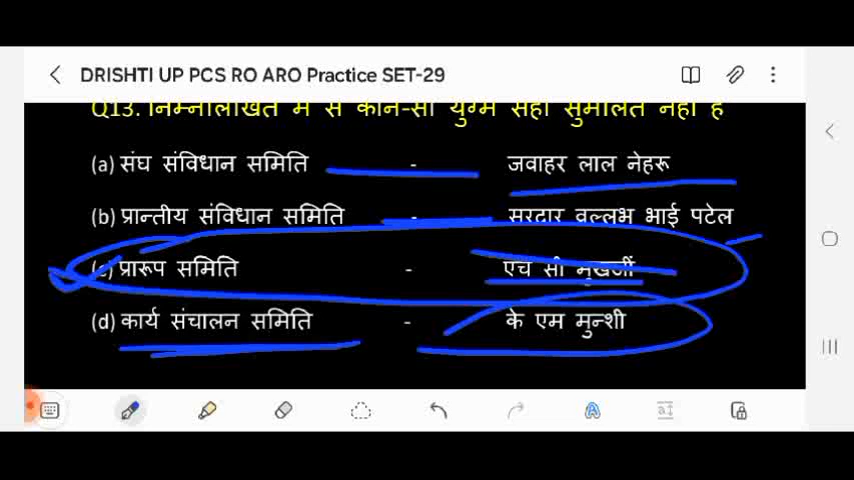 DRISHTI UP PCS RO ARO Practice SET-29
Q13. निम्नलिखित में से कौन-सा युग्म सही सुमेलित नहीं है
(a) संघ संविधान समिति - जवाहर लाल नेहरू
(b) प्रान्तीय संविधान समिति - सरदार वल्लभ भाई पटेल
(c) प्रारूप समिति - एच सी मुखर्जी
(d) कार्य संचालन समिति - के एम मुन्शी